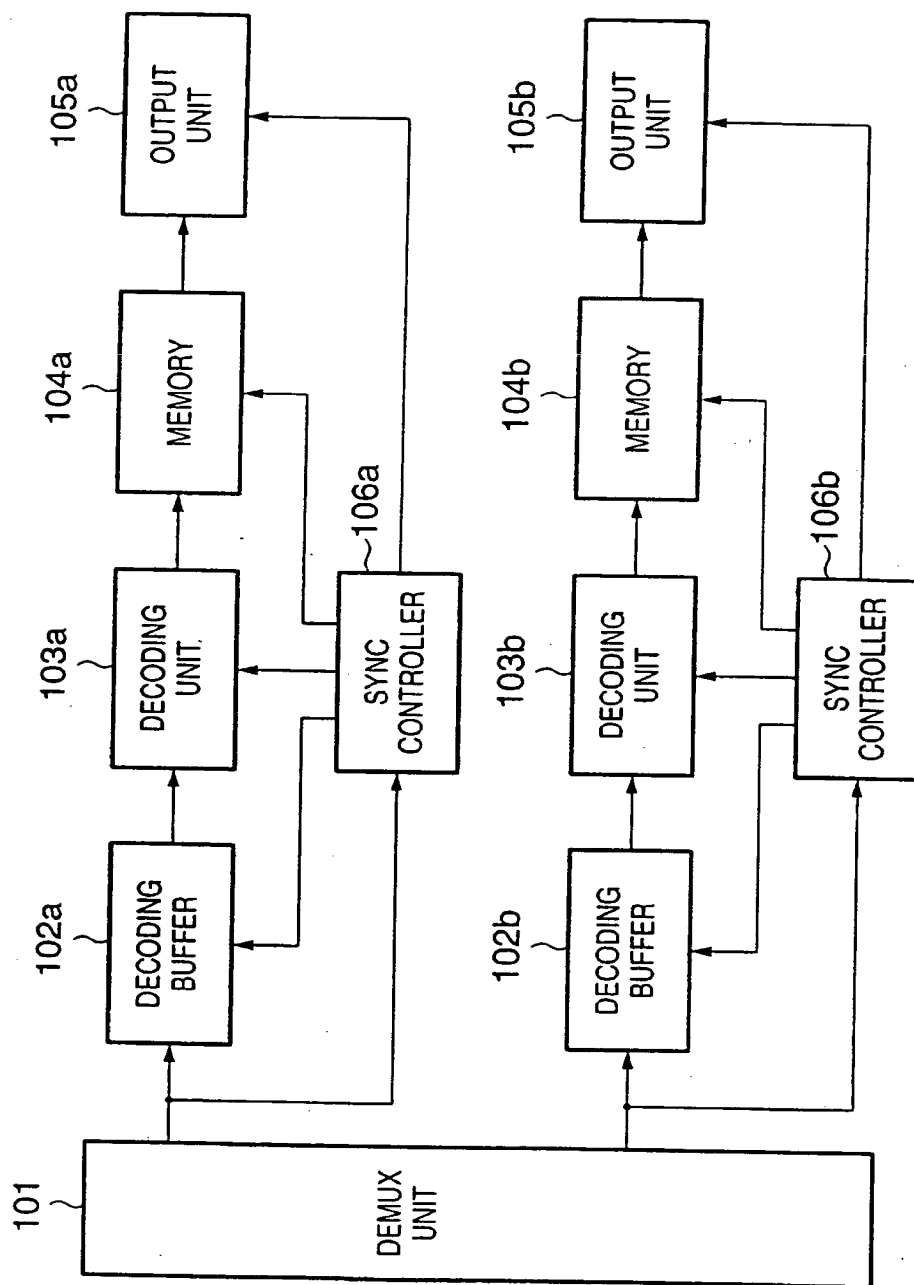 101
DEMUX
UNIT
102a
DECODING
BUFFER
103a
DECODING
UNIT.
104a
MEMORY
105a
OUTPUT
UNIT
106a
SYNC
CONTROLLER
102b
DECODING
BUFFER
103b
DECODING
UNIT
104b
MEMORY
105b
OUTPUT
UNIT
106b
SYNC
CONTROLLER